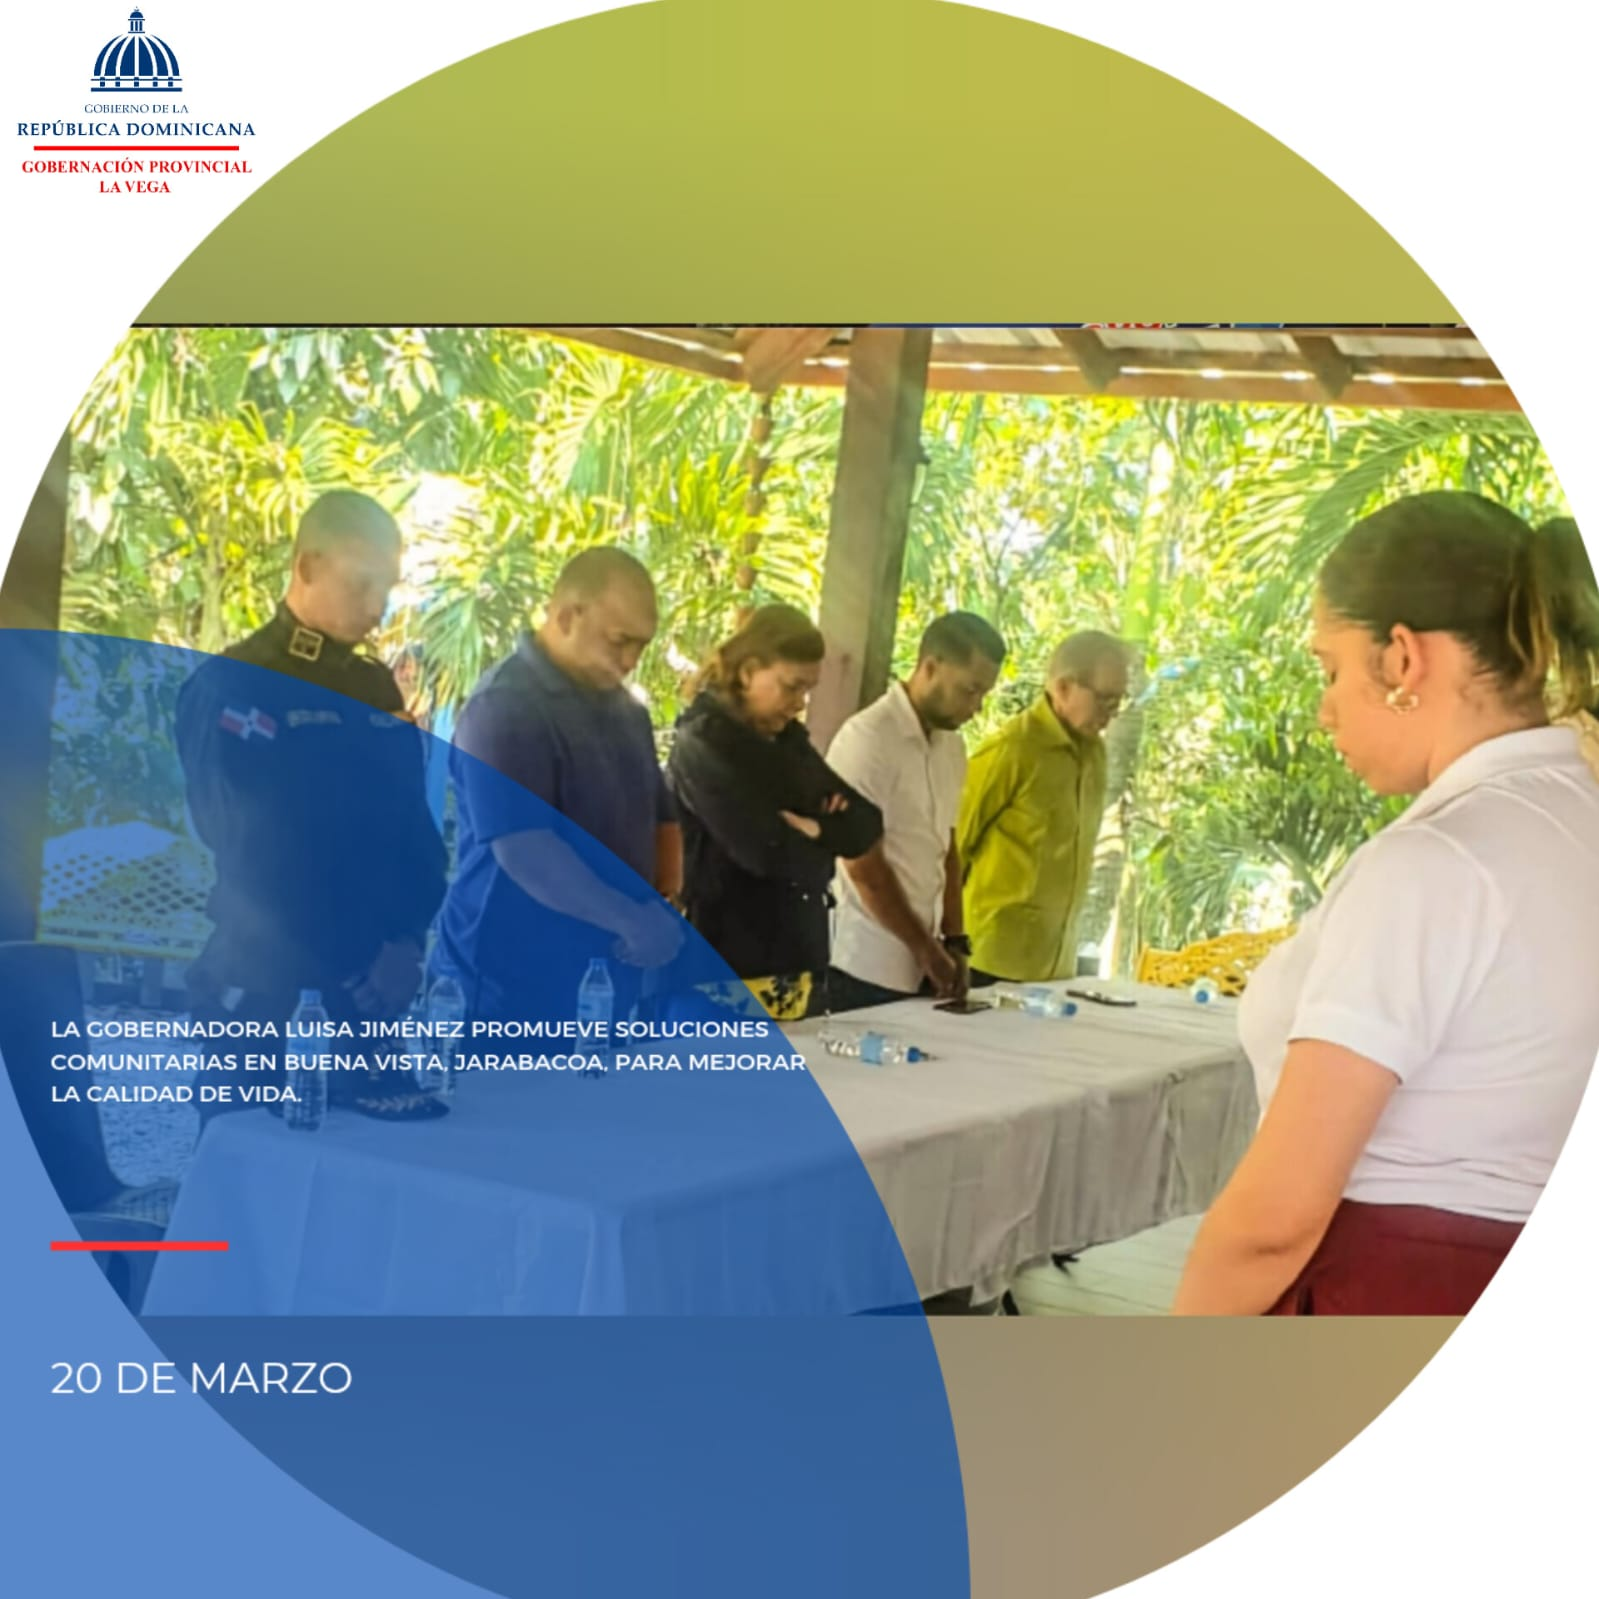 GOBIERNO DE LA
REPÚBLICA DOMINICANA
GOBERNACIÓN PROVINCIAL
LA VEGA
LA GOBERNADORA LUISA JIMÉNEZ PROMUEVE SOLUCIONES
COMUNITARIAS EN BUENA VISTA, JARABACOA, PARA MEJORAR
LA CALIDAD DE VIDA.
20 DE MARZO